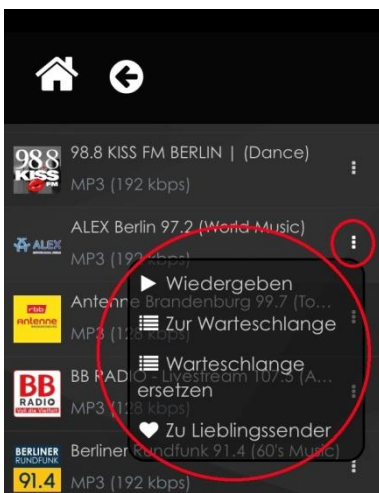 98.8
KISS
FM
98.8 KISS FM BERLIN | (Dance)
MP3 (192 kbps)
ALEX
ALEX Berlin 97.2 (World Music)
MP3 (192 kbps)
Wiedergeben
Zur Warteschlange
Warteschlange
ersetzen
Zu Lieblingssender
rbb
Antenne
Antenne Brandenburg 99.7 (To...
MP3 (128 kbps)
BB
RADIO
BB RADIO - Livestream 107.5 (A...
MP3 (128 kbps)
BERLINER
RUNDFUNK
91.4
Berliner Rundfunk 91.4 (60's Music)
MP3 (192 kbps)